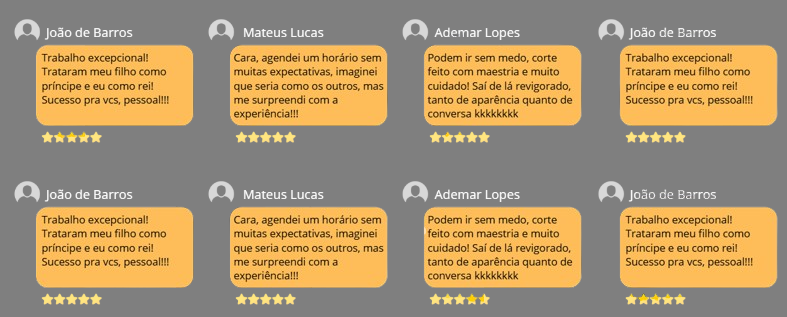 João de Barros
Trabalho excepcional!
Trataram meu filho como
príncipe e eu como rei!
Sucesso pra vcs, pessoal!!!
Mateus Lucas
Cara, agendei um horário sem
muitas expectativas, imaginei
que seria como os outros, mas
me surpreendi com a
experiência!!!
Ademar Lopes
Podem ir sem medo, corte
feito com maestria e muito
cuidado! Saí de lá revigorado,
tanto de aparência quanto de
conversa kkkkkkkk
João de Barros
Trabalho excepcional!
Trataram meu filho como
príncipe e eu como rei!
Sucesso pra vcs, pessoal!!!
João de Barros
Trabalho excepcional!
Trataram meu filho como
príncipe e eu como rei!
Sucesso pra vcs, pessoal!!!
Mateus Lucas
Cara, agendei um horário sem
muitas expectativas, imaginei
que seria como os outros, mas
me surpreendi com a
experiência!!!
Ademar Lopes
Podem ir sem medo, corte
feito com maestria e muito
cuidado! Saí de lá revigorado,
tanto de aparência quanto de
conversa kkkkkkkk
João de Barros
Trabalho excepcional!
Trataram meu filho como
príncipe e eu como rei!
Sucesso pra vcs, pessoal!!!